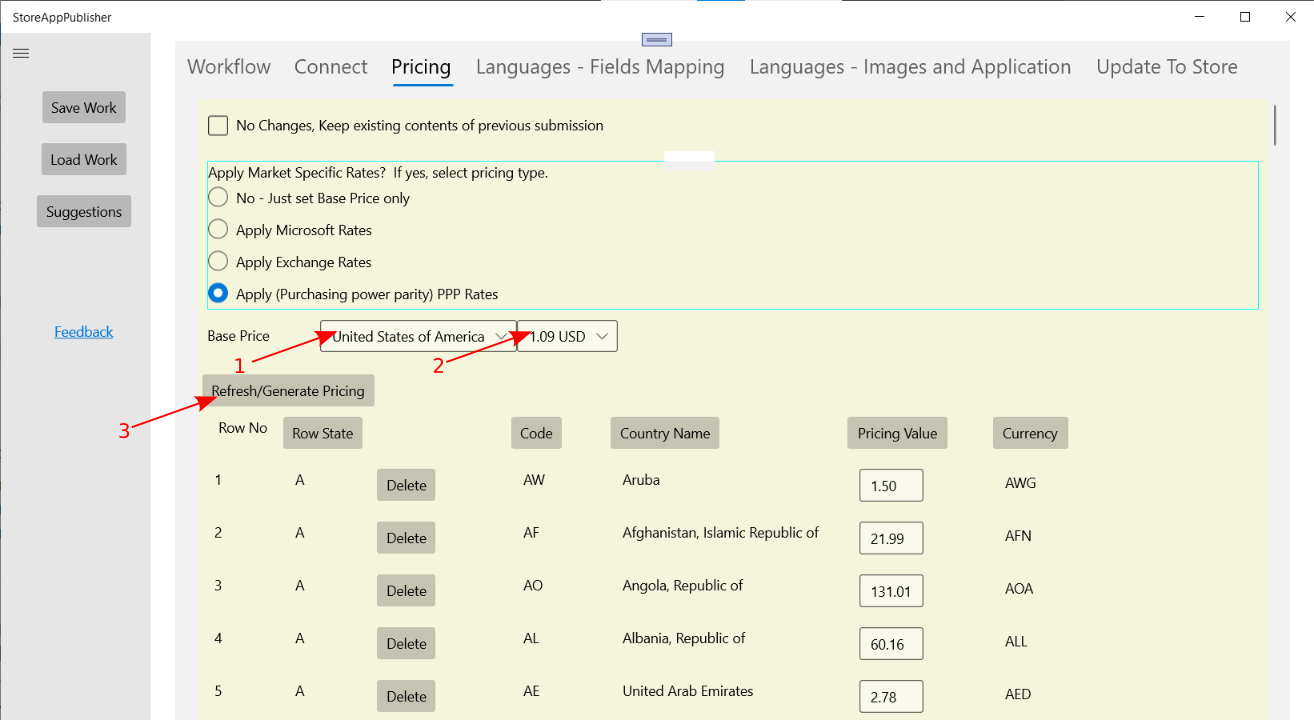 StoreAppPublisher
Workflow Connect Pricing Languages - Fields Mapping Languages - Images and Application Update To Store
Save Work
Load Work
Suggestions
Feedback
No Changes, Keep existing contents of previous submission
Apply Market Specific Rates? If yes, select pricing type.
No - Just set Base Price only
Apply Microsoft Rates
Apply Exchange Rates
Apply (Purchasing power parity) PPP Rates
Base Price United States of America 1.09 USD
1 2
Refresh/Generate Pricing
3
Row No Row State Code Country Name Pricing Value Currency
1 A Delete AW Aruba 1.50 AWG
2 A Delete AF Afghanistan, Islamic Republic of 21.99 AFN
3 A Delete AO Angola, Republic of 131.01 AOA
4 A Delete AL Albania, Republic of 60.16 ALL
5 A Delete AE United Arab Emirates 2.78 AED